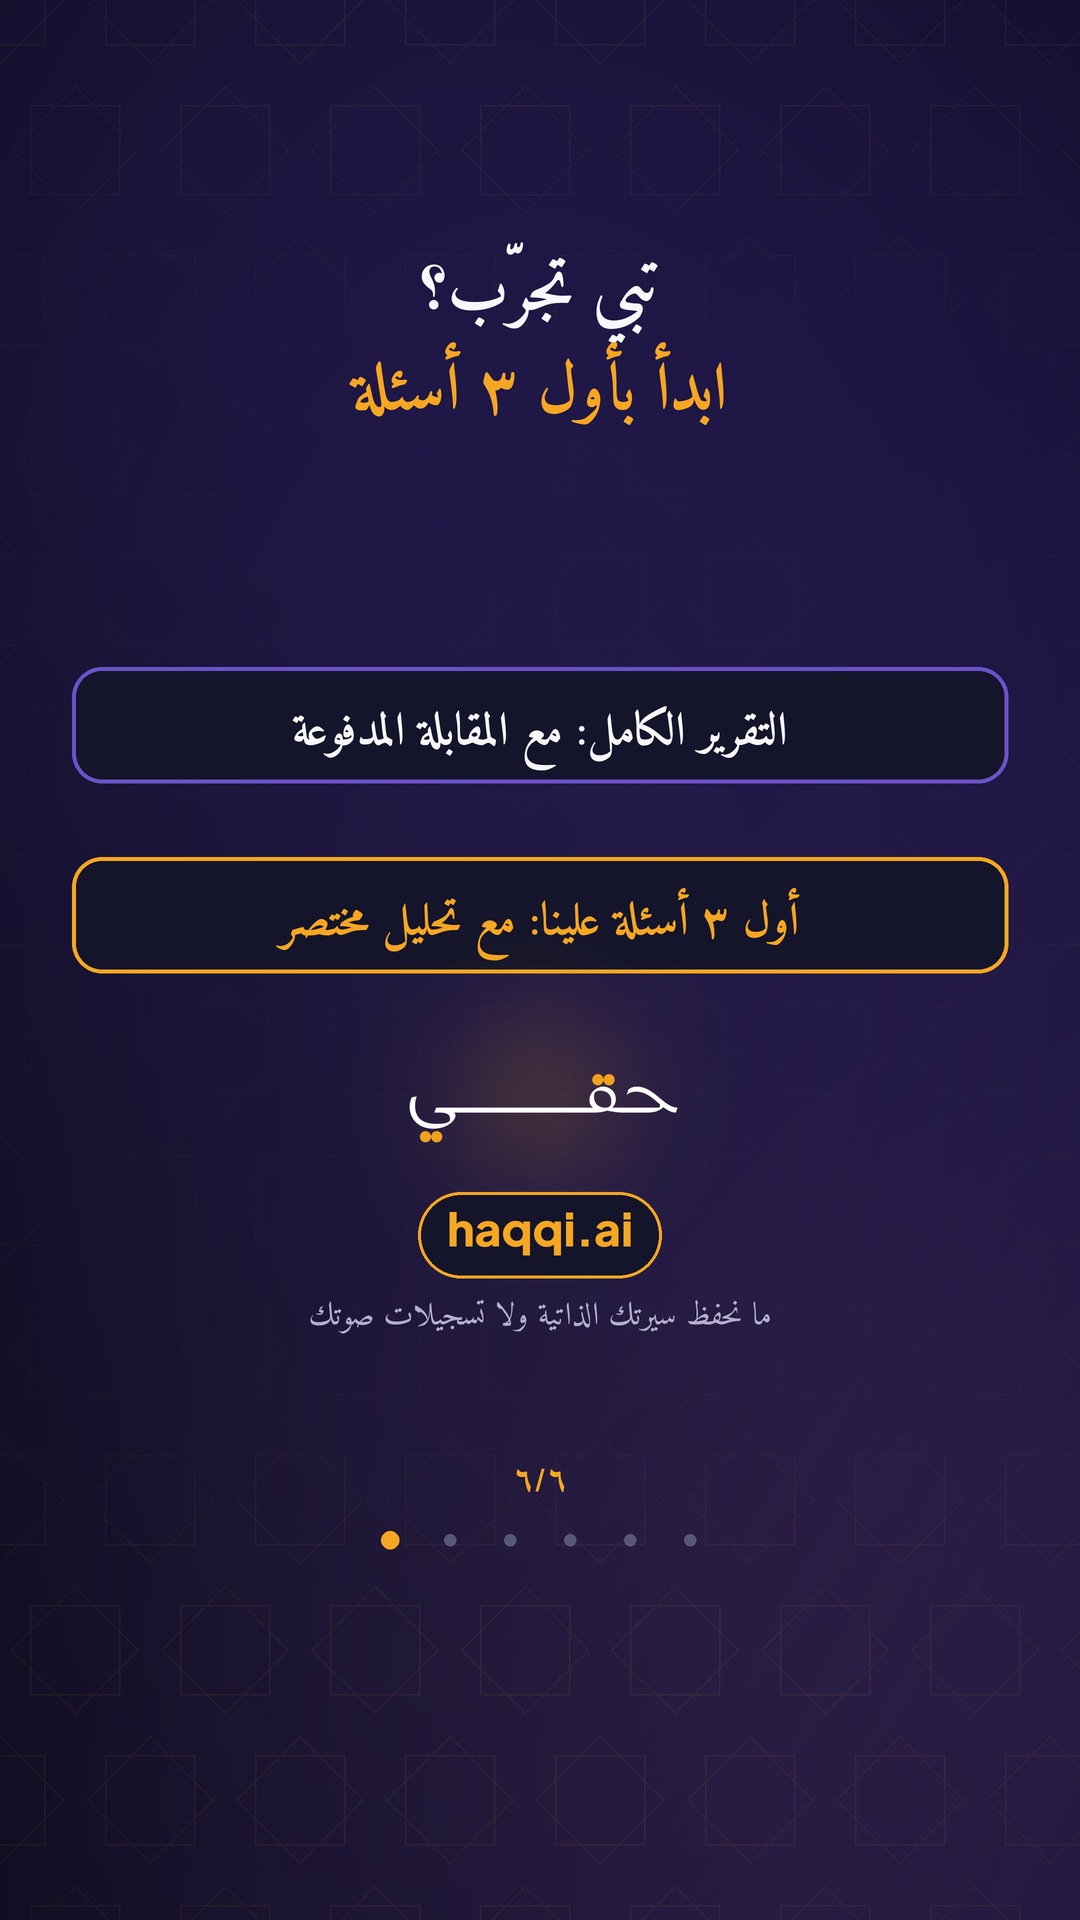 تبي تجرّب؟
ابدأ بأول ٣ أسئلة
التقرير الكامل: مع المقابلة المدفوعة
أول ٣ أسئلة علينا: مع تحليل مختصر
حقـــــي
haqqi.ai
ما نحفظ سيرتك الذاتية ولا تسجيلات صوتك
٦/٦